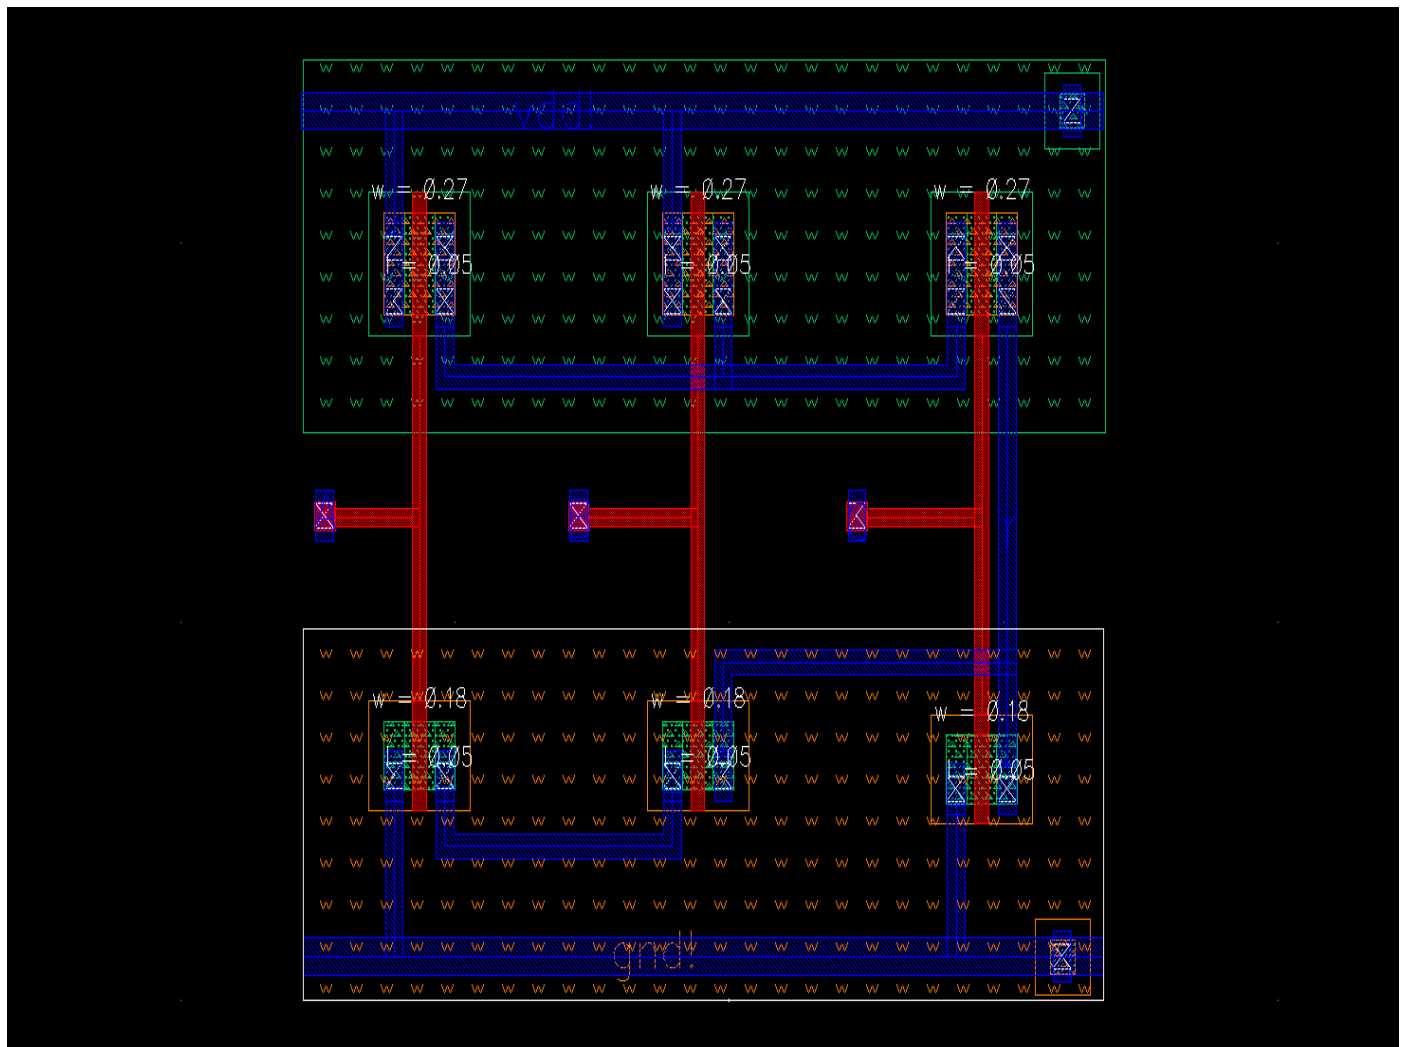 vdd!
w = 0.27 w = 0.27 w = 0.27
l = 0.05 l = 0.05 l = 0.05
w = 0.18 w = 0.18 w = 0.18
l = 0.05 l = 0.05 l = 0.05
gnd!